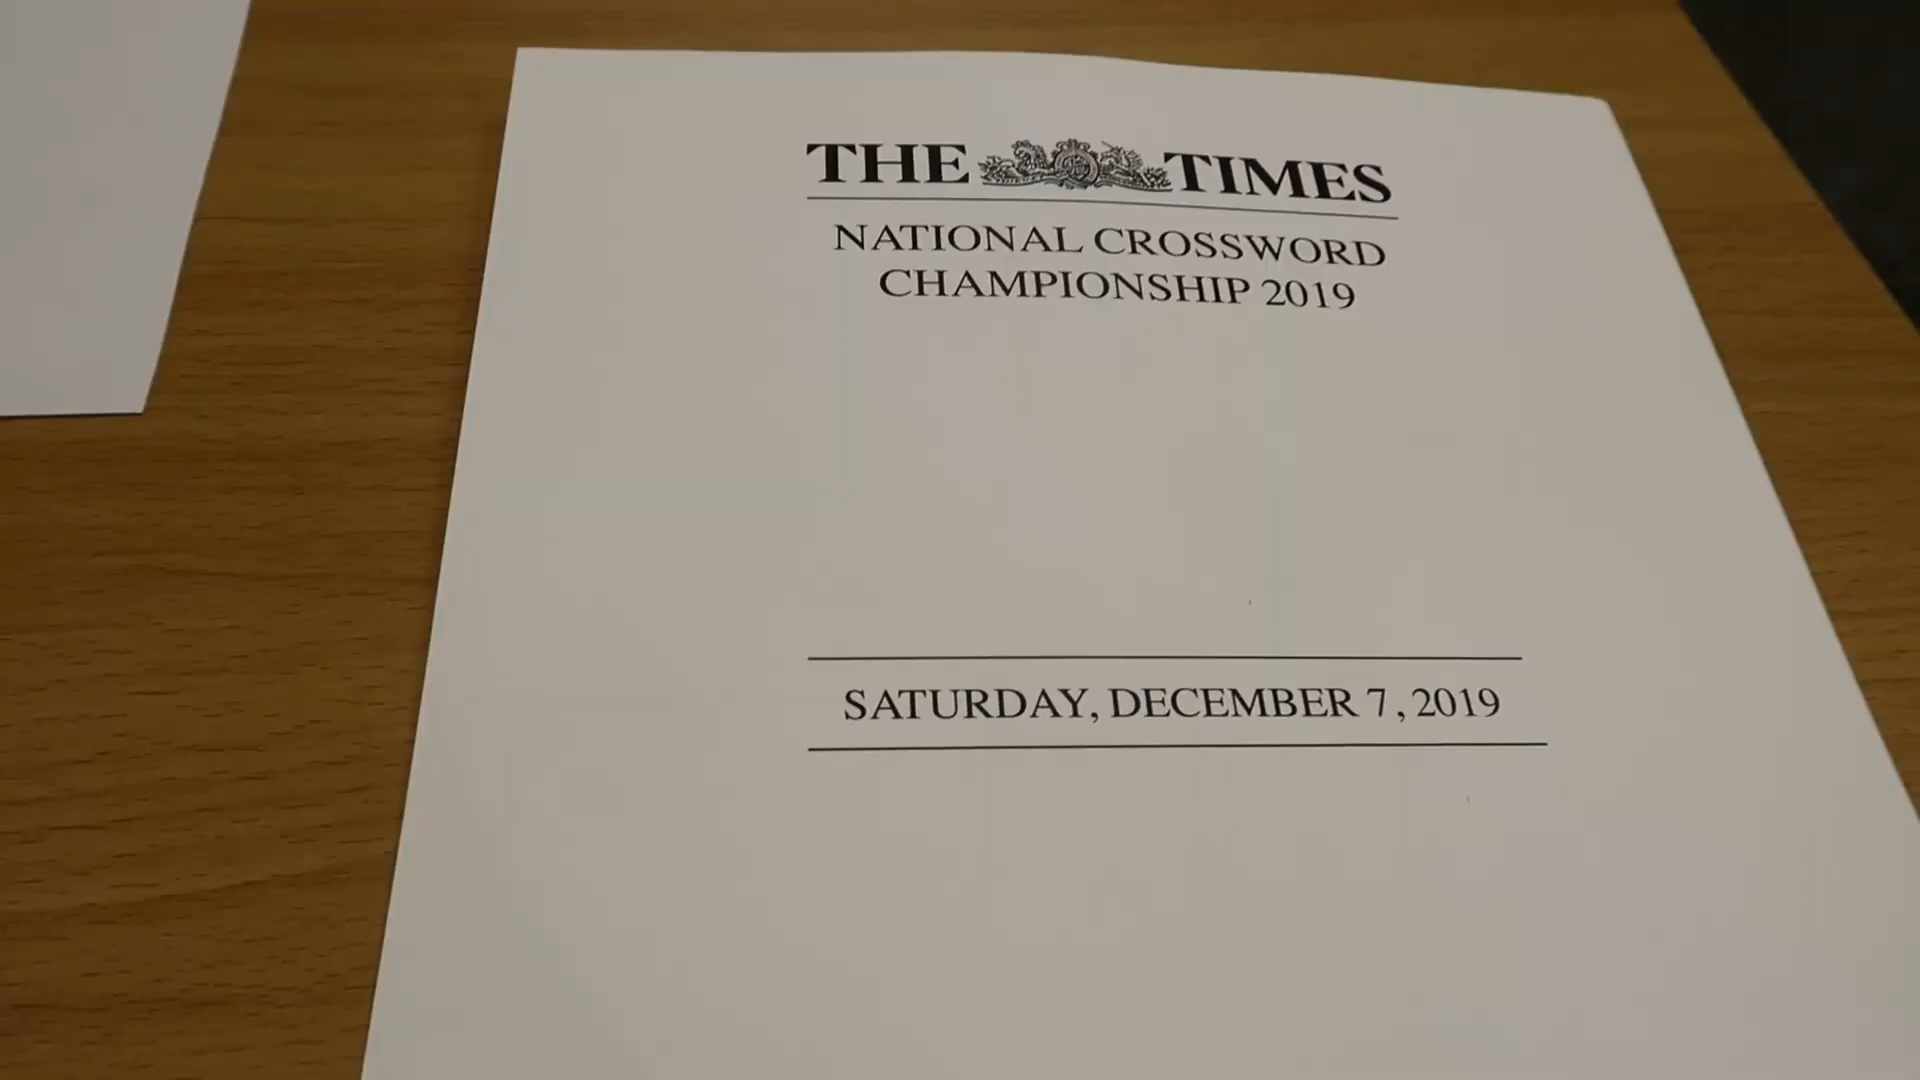 THE TIMES
NATIONAL CROSSWORD
CHAMPIONSHIP 2019
SATURDAY, DECEMBER 7, 2019